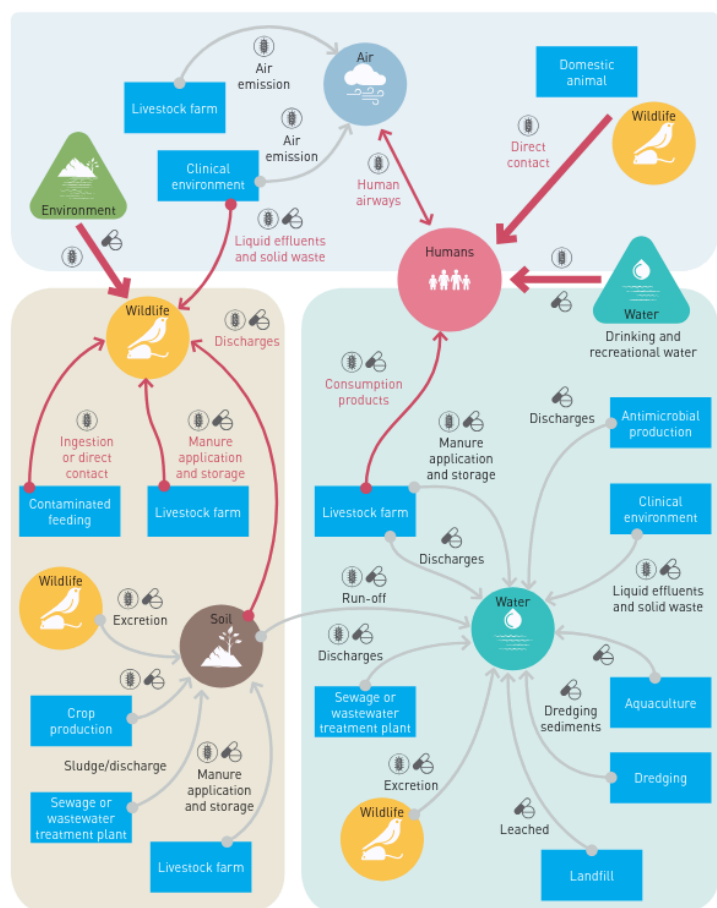 Air
Air
emission
Livestock farm
Domestic
animal
Wildlife
Direct
contact
Air
emission
Clinical
environment
Human
airways
Environment
Liquid effluents
and solid waste
Humans
Water
Drinking and
recreational water
Wildlife
Discharges
Consumption
products
Ingestion
or direct
contact
Manure
application
and storage
Contaminated
feeding
Livestock farm
Manure
application
and storage
Discharges
Antimicrobial
production
Livestock farm
Clinical
environment
Discharges
Liquid effluents
and solid waste
Wildlife
Excretion
Soil
Run-off
Water
Discharges
Crop
production
Sewage or
wastewater
treatment plant
Dredging
sediments
Aquaculture
Sludge/discharge
Manure
application
and storage
Sewage or
wastewater
treatment plant
Livestock farm
Excretion
Wildlife
Dredging
Leached
Landfill